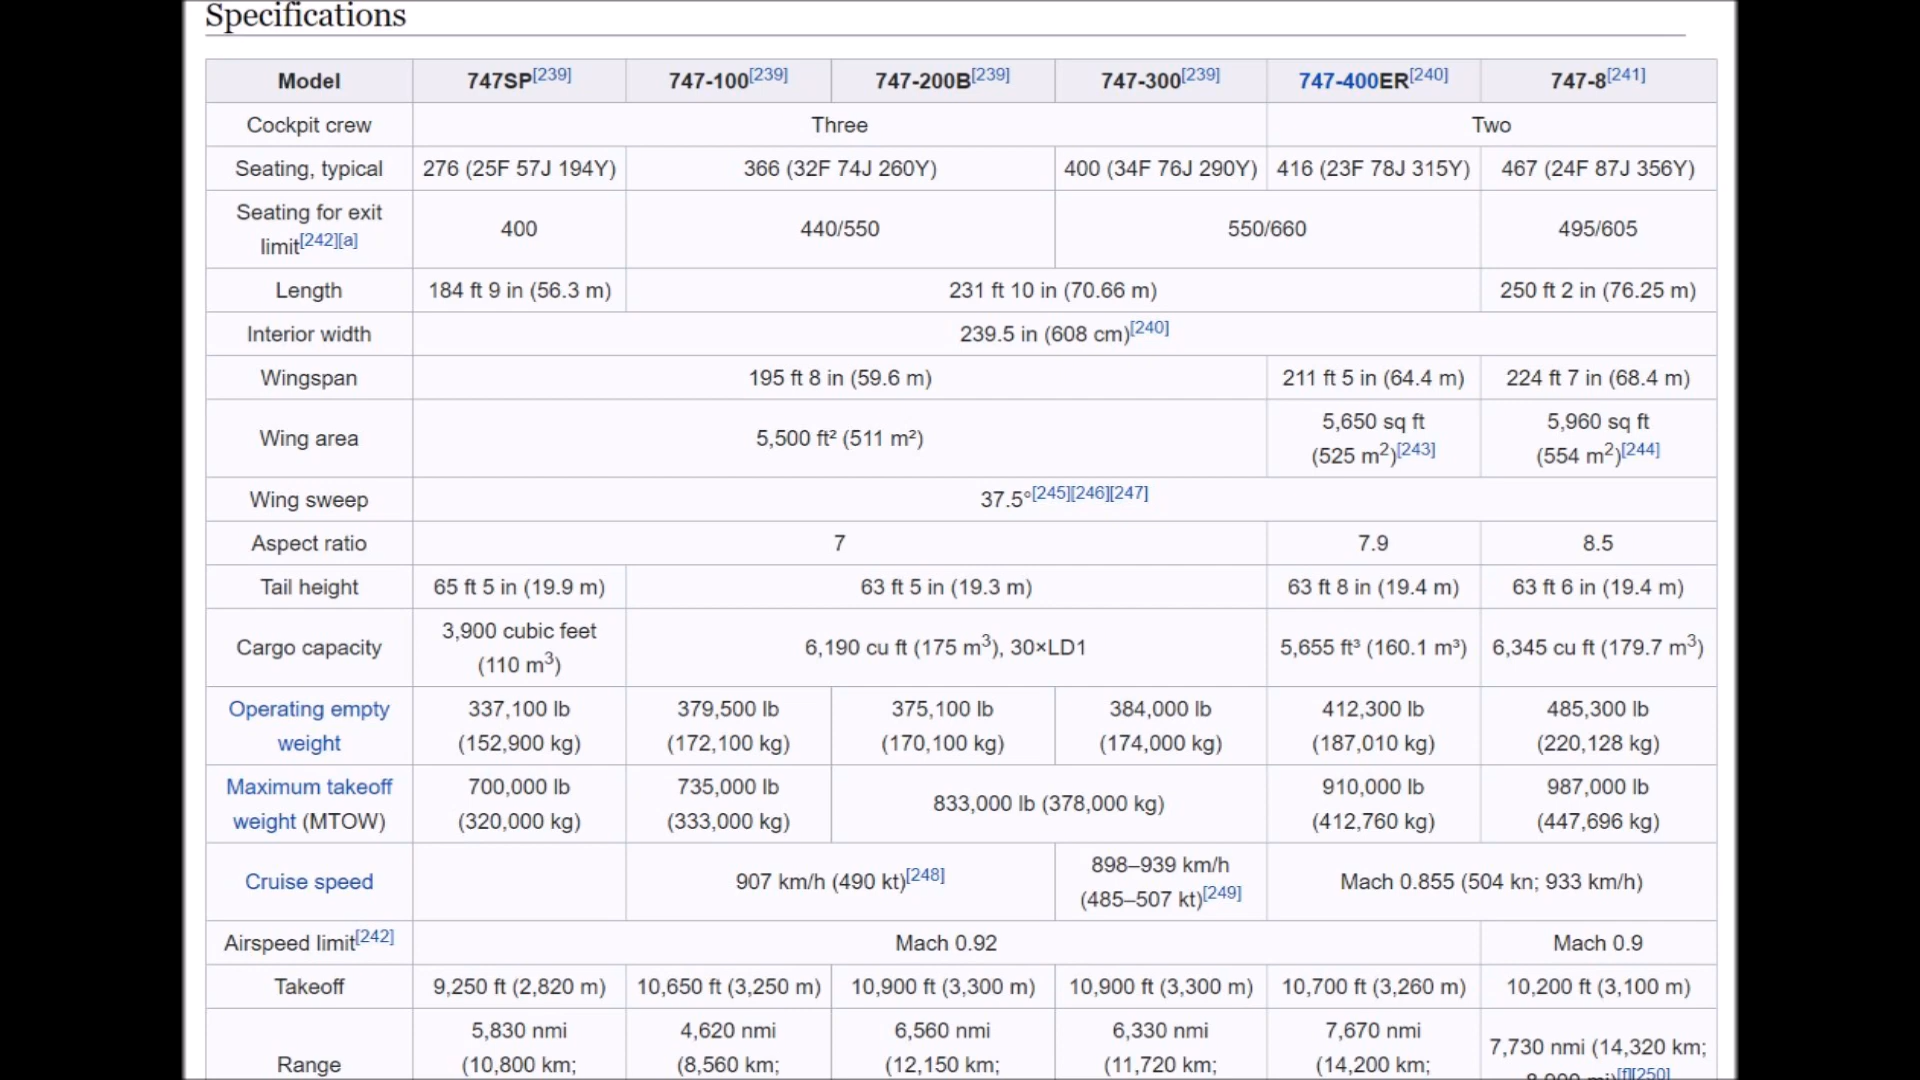 Specifications
Model 747SP[239] 747-100[239] 747-200B[239] 747-300[239] 747-400ER[240] 747-8[241]
Cockpit crew Three Two
Seating, typical 276 (25F 57J 194Y) 366 (32F 74J 260Y) 400 (34F 76J 290Y) 416 (23F 78J 315Y) 467 (24F 87J 356Y)
Seating for exit
limit[242][a] 400 440/550 550/660 495/605
Length 184 ft 9 in (56.3 m) 231 ft 10 in (70.66 m) 250 ft 2 in (76.25 m)
Interior width 239.5 in (608 cm)[240]
Wingspan 195 ft 8 in (59.6 m) 211 ft 5 in (64.4 m) 224 ft 7 in (68.4 m)
Wing area 5,500 ft² (511 m²) 5,650 sq ft 5,960 sq ft
(525 m2)[243] (554 m2)[244]
Wing sweep 37.5°[245][246][247]
Aspect ratio 7 7.9 8.5
Tail height 65 ft 5 in (19.9 m) 63 ft 5 in (19.3 m) 63 ft 8 in (19.4 m) 63 ft 6 in (19.4 m)
Cargo capacity 3,900 cubic feet 6,190 cu ft (175 m3), 30×LD1 5,655 ft³ (160.1 m³) 6,345 cu ft (179.7 m3)
(110 m3)
Operating empty 337,100 lb 379,500 lb 375,100 lb 384,000 lb 412,300 lb 485,300 lb
weight (152,900 kg) (172,100 kg) (170,100 kg) (174,000 kg) (187,010 kg) (220,128 kg)
Maximum takeoff 700,000 lb 735,000 lb 833,000 lb (378,000 kg) 910,000 lb 987,000 lb
weight (MTOW) (320,000 kg) (333,000 kg) (412,760 kg) (447,696 kg)
Cruise speed 907 km/h (490 kt)[248] 898–939 km/h Mach 0.855 (504 kn; 933 km/h)
(485–507 kt)[249]
Airspeed limit[242] Mach 0.92 Mach 0.9
Takeoff 9,250 ft (2,820 m) 10,650 ft (3,250 m) 10,900 ft (3,300 m) 10,900 ft (3,300 m) 10,700 ft (3,260 m) 10,200 ft (3,100 m)
5,830 nmi 4,620 nmi 6,560 nmi 6,330 nmi 7,670 nmi 7,730 nmi (14,320 km;
Range (10,800 km; (8,560 km; (12,150 km; (11,720 km; (14,200 km; [f][250]